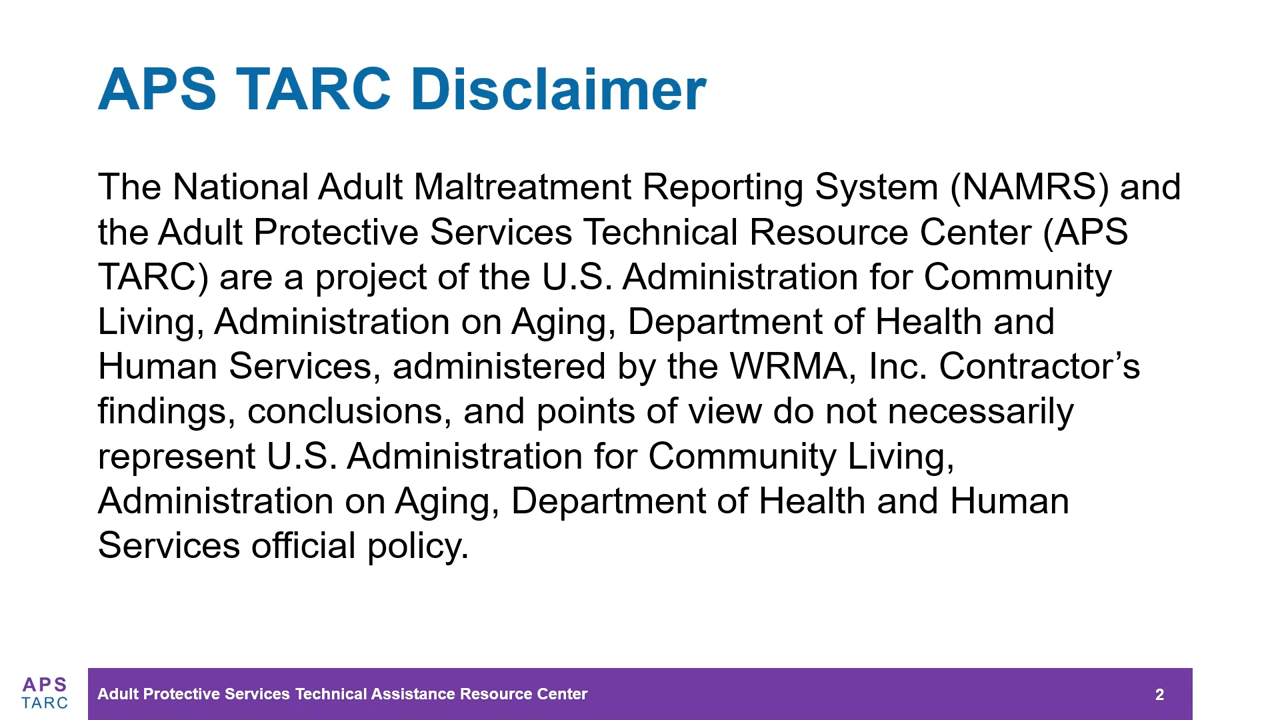 APS TARC Disclaimer
The National Adult Maltreatment Reporting System (NAMRS) and
the Adult Protective Services Technical Resource Center (APS
TARC) are a project of the U.S. Administration for Community
Living, Administration on Aging, Department of Health and
Human Services, administered by the WRMA, Inc. Contractor’s
findings, conclusions, and points of view do not necessarily
represent U.S. Administration for Community Living,
Administration on Aging, Department of Health and Human
Services official policy.
APS
TARC
Adult Protective Services Technical Assistance Resource Center
2